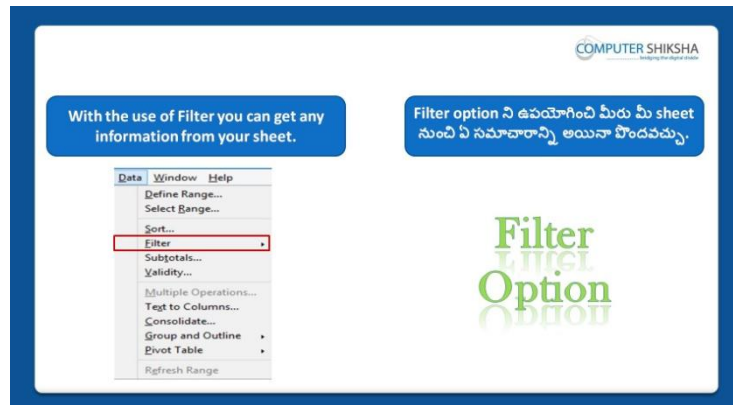 COMPUTER SHIKSHA
bridging the digital divide
With the use of Filter you can get any
information from your sheet.
Filter option ని ఉపయోగించి మీరు మీ sheet
నుంచి ఏ సమాచారాన్ని అయినా పొందవచ్చు.
Data Window Help
Define Range...
Select Range...
Sort...
Filter
Subtotals...
Validity...
Multiple Operations...
Text to Columns...
Consolidate...
Group and Outline
Pivot Table
Refresh Range
Filter
Option